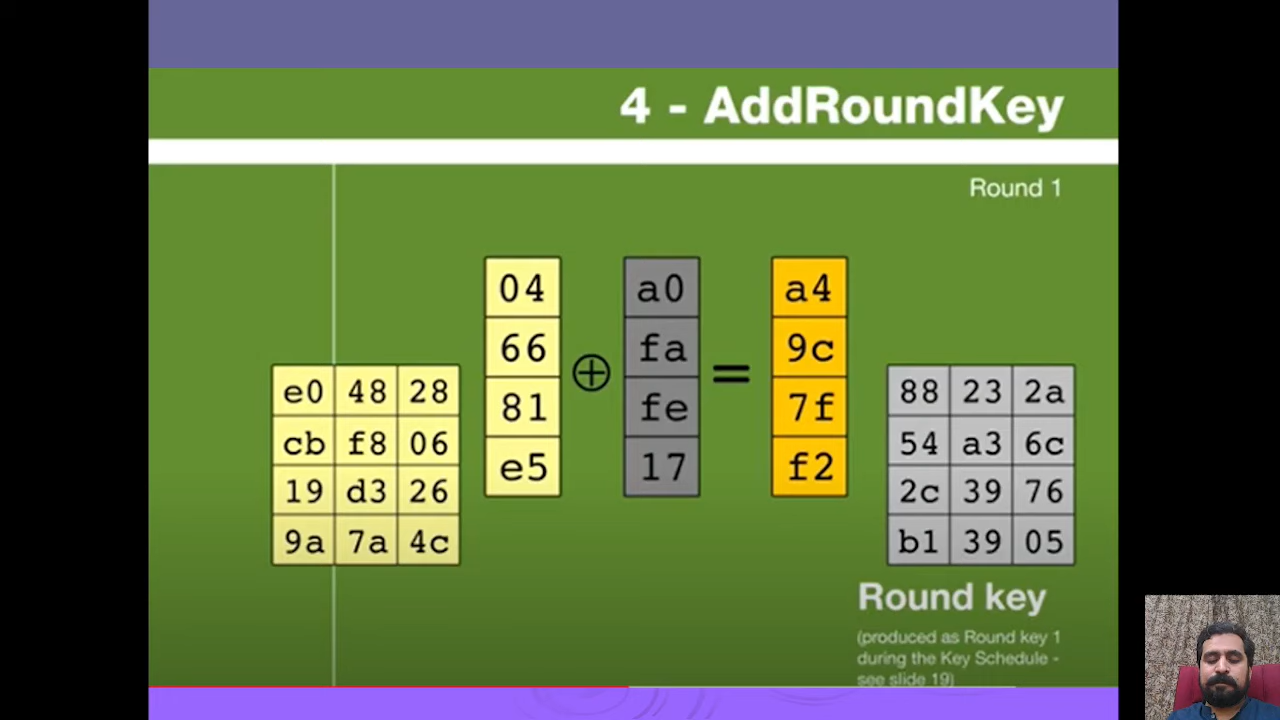 4 - AddRoundKey
Round 1
04 a0 a4
66 fa 9c
⊕ =
81 fe 7f
e5 17 f2
e0 48 28 88 23 2a
cb f8 06 54 a3 6c
19 d3 26 2c 39 76
9a 7a 4c b1 39 05
Round key
(produced as Round key 1
during the Key Schedule -
see slide 19)